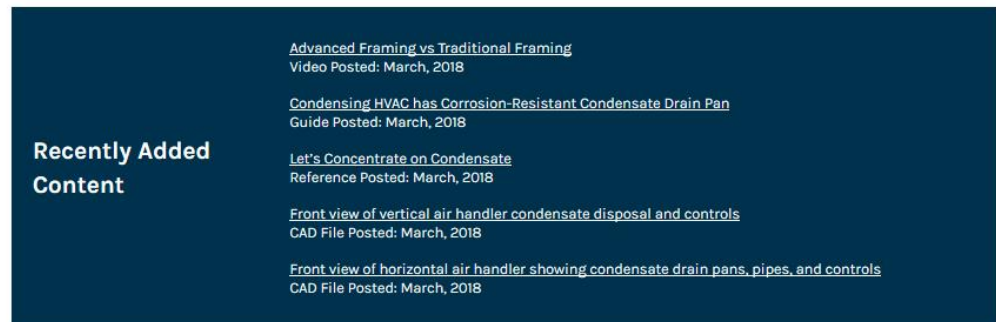 Recently Added
Content
Advanced Framing vs Traditional Framing
Video Posted: March, 2018
Condensing HVAC has Corrosion-Resistant Condensate Drain Pan
Guide Posted: March, 2018
Let's Concentrate on Condensate
Reference Posted: March, 2018
Front view of vertical air handler condensate disposal and controls
CAD File Posted: March, 2018
Front view of horizontal air handler showing condensate drain pans, pipes, and controls
CAD File Posted: March, 2018